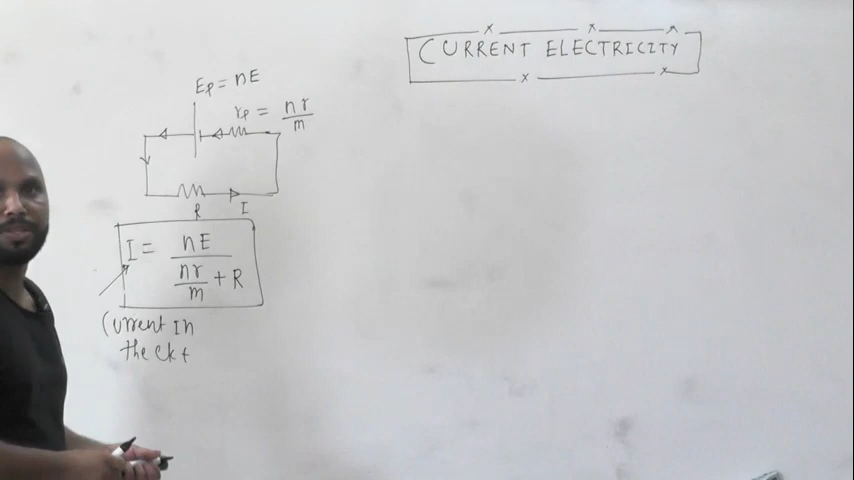 CURRENT ELECTRICITY
Ep = nE
rp = nr/m
R I
I = nE / (nr/m + R)
Current In
the ckt